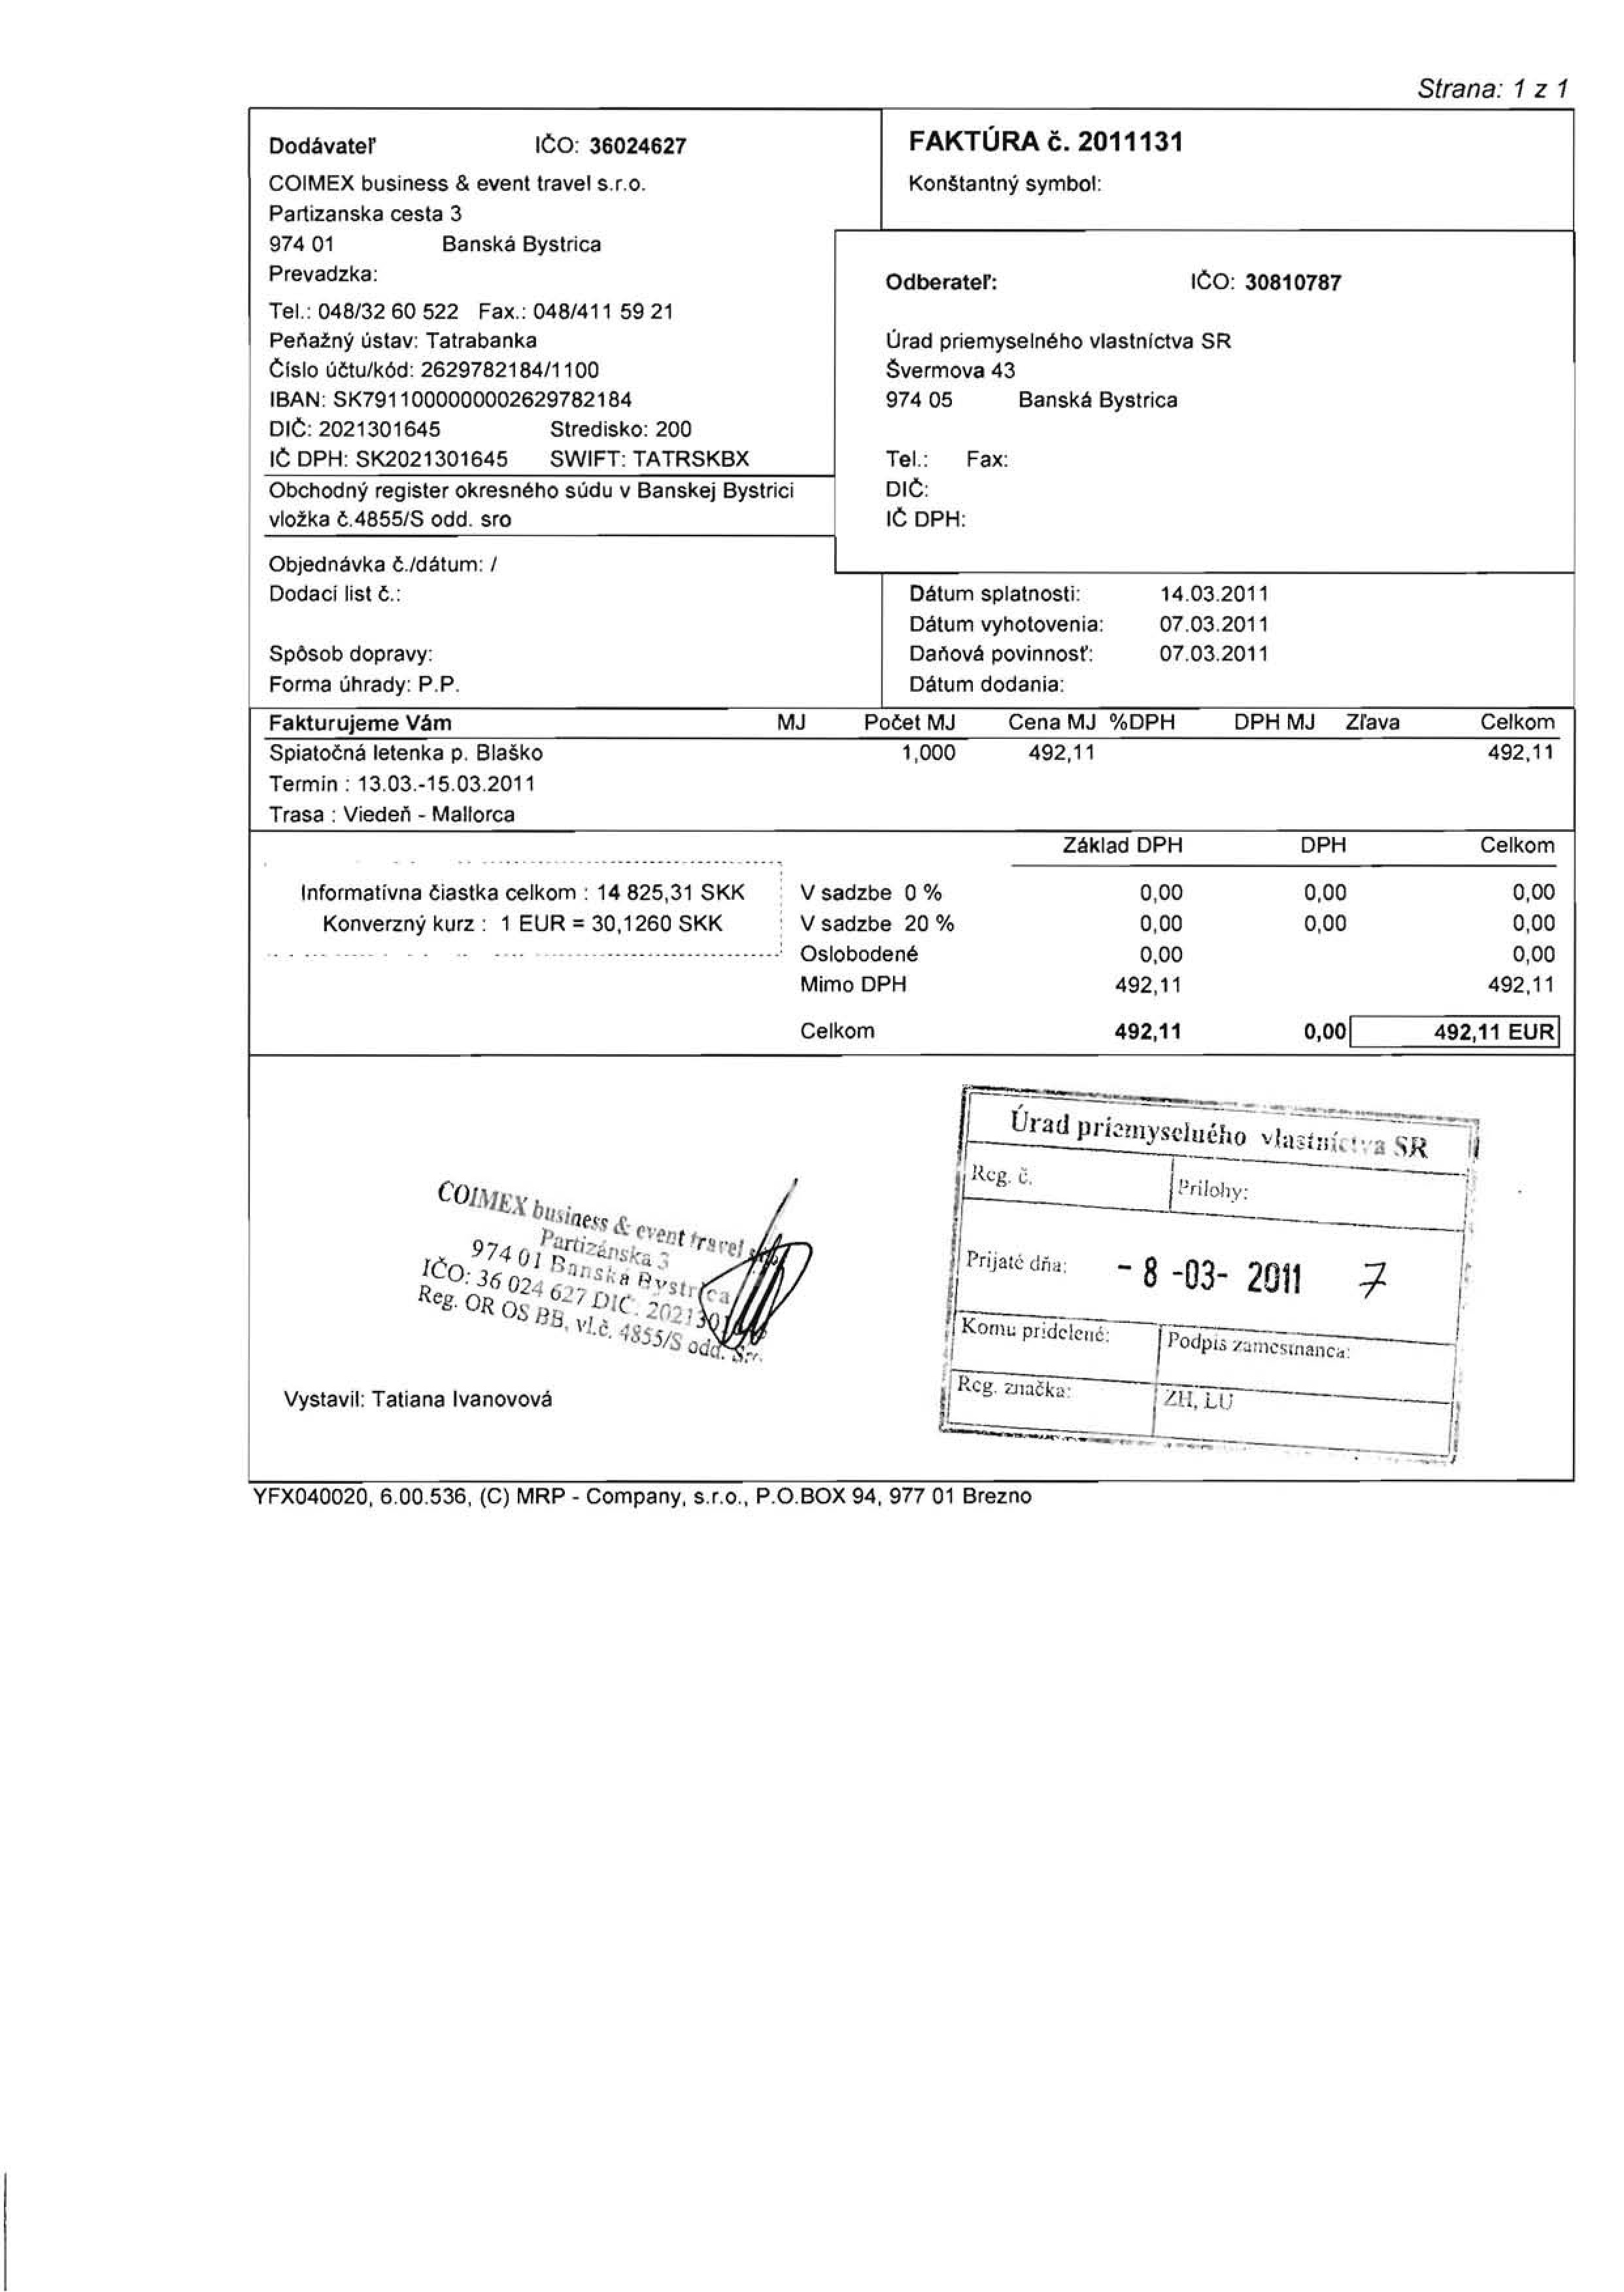 Strana: 1 z 1
Dodávateľ IČO: 36024627
COIMEX business & event travel s.r.o.
Partizanska cesta 3
974 01 Banská Bystrica
Prevadzka:
Tel.: 048/32 60 522 Fax.: 048/411 59 21
Peňažný ústav: Tatrabanka
Číslo účtu/kód: 2629782184/1100
IBAN: SK7911000000002629782184
DIČ: 2021301645 Stredisko: 200
IČ DPH: SK2021301645 SWIFT: TATRSKBX
Obchodný register okresného súdu v Banskej Bystrici
vložka č.4855/S odd. sro
FAKTÚRA č. 2011131
Konštantný symbol:
Odberateľ: IČO: 30810787
Úrad priemyselného vlastníctva SR
Švermova 43
974 05 Banská Bystrica
Tel.: Fax:
DIČ:
IČ DPH:
Objednávka č./dátum: /
Dodací list č.:
Spôsob dopravy:
Forma úhrady: P.P.
Dátum splatnosti: 14.03.2011
Dátum vyhotovenia: 07.03.2011
Daňová povinnosť: 07.03.2011
Dátum dodania:
Fakturujeme Vám MJ Počet MJ Cena MJ %DPH DPH MJ Zľava Celkom
Spiatočná letenka p. Blaško 1,000 492,11 492,11
Termin : 13.03.-15.03.2011
Trasa : Viedeň - Mallorca
Základ DPH DPH Celkom
Informatívna čiastka celkom : 14 825,31 SKK
Konverzný kurz : 1 EUR = 30,1260 SKK
V sadzbe 0 % 0,00 0,00 0,00
V sadzbe 20 % 0,00 0,00 0,00
Oslobodené 0,00 0,00
Mimo DPH 492,11 492,11
Celkom 492,11 0,00 492,11 EUR
COIMEX business & event travel
Partizánska 3
974 01 Banská Bystrica
IČO: 36 024 627 DIČ:
Reg. OR OS BB, vl.č. 4855/S odd. Sro
Vystavil: Tatiana Ivanovová
Úrad priemyselného vlastníctva SR
Reg. č. Prílohy:
Prijaté dňa: - 8 -03- 2011 7
Komu pridelené: Podpis zamestnanca:
Reg. značka: ZH, LU
YFX040020, 6.00.536, (C) MRP - Company, s.r.o., P.O.BOX 94, 977 01 Brezno